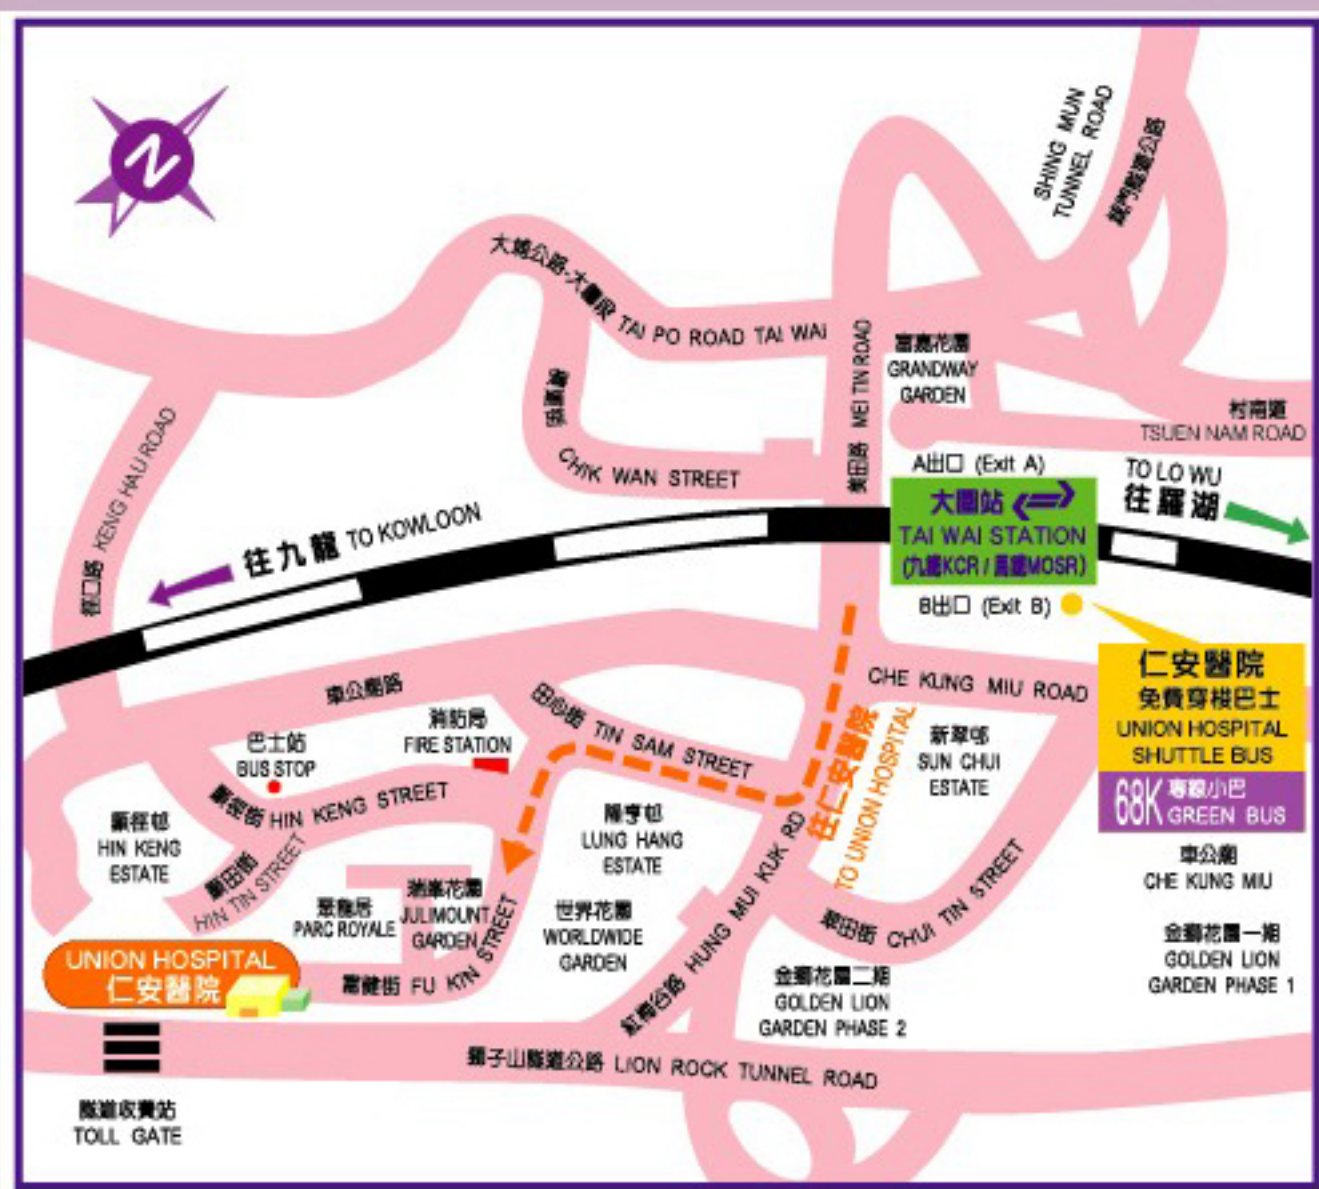 N
SHING MUN
TUNNEL ROAD
城門隧道公路
大埔公路-大圍段 TAI PO ROAD TAI WAI
美田路 MEI TIN ROAD
富嘉花園
GRANDWAY
GARDEN
村南道
TSUEN NAM ROAD
徑口路 KENG HAU ROAD
CHIK WAN STREET
A出口 (Exit A)
大圍站
TAI WAI STATION
(九鐵KCR / 馬鐵MOSR)
B出口 (Exit B)
TO LO WU
往羅湖
往九龍 TO KOWLOON
仁安醫院
免費穿梭巴士
UNION HOSPITAL
SHUTTLE BUS
68K 專線小巴
GREEN BUS
車公廟路
CHE KUNG MIU ROAD
消防局
FIRE STATION
田心街 TIN SAM STREET
往仁安醫院
TO UNION HOSPITAL
新翠邨
SUN CHUI
ESTATE
巴士站
BUS STOP
顯徑街 HIN KENG STREET
顯徑邨
HIN KENG
ESTATE
顯田街
HIN TIN STREET
隆亨邨
LUNG HANG
ESTATE
聚龍居
PARC ROYALE
瑞峯花園
JULIMOUNT
GARDEN
世界花園
WORLDWIDE
GARDEN
富健街 FU KIN STREET
紅梅谷路 HUNG MUI KUK RD
翠田街 CHUI TIN STREET
車公廟
CHE KUNG MIU
金獅花園一期
GOLDEN LION
GARDEN PHASE 1
金獅花園二期
GOLDEN LION
GARDEN PHASE 2
UNION HOSPITAL
仁安醫院
獅子山隧道公路 LION ROCK TUNNEL ROAD
隧道收費站
TOLL GATE